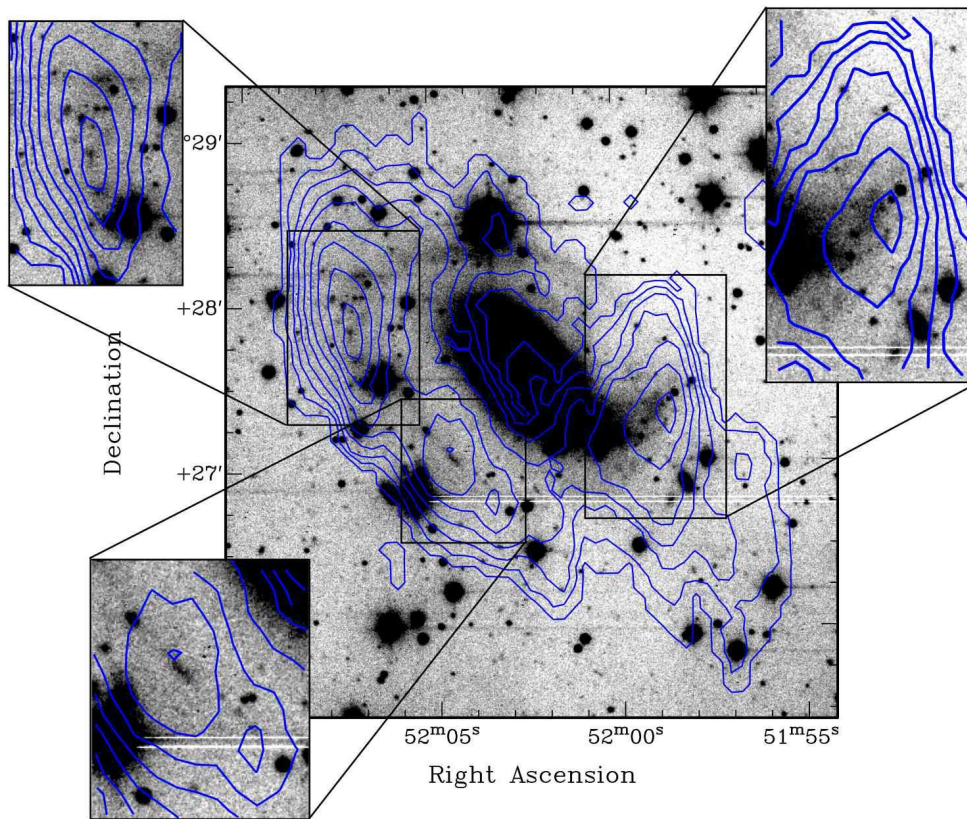 °29′
+28′
+27′
Declination
52ᵐ05ˢ
52ᵐ00ˢ
51ᵐ55ˢ
Right Ascension